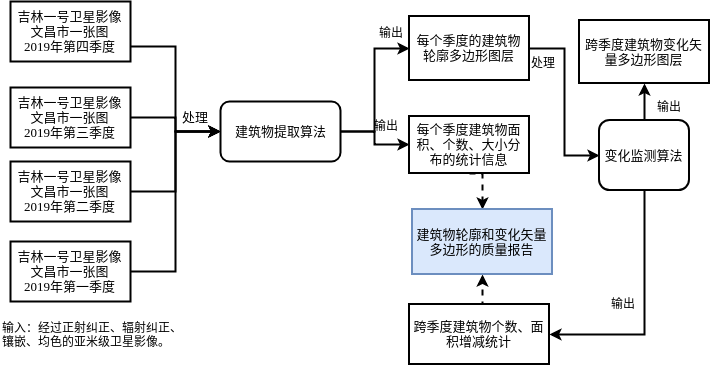 吉林一号卫星影像
文昌市一张图
2019年第四季度
吉林一号卫星影像
文昌市一张图
2019年第三季度
吉林一号卫星影像
文昌市一张图
2019年第二季度
吉林一号卫星影像
文昌市一张图
2019年第一季度
输入：经过正射纠正、辐射纠正、
镶嵌、均色的亚米级卫星影像。
处理
建筑物提取算法
输出
输出
每个季度的建筑物
轮廓多边形图层
每个季度建筑物面
积、个数、大小分
布的统计信息
建筑物轮廓和变化矢量
多边形的质量报告
跨季度建筑物个数、面
积增减统计
处理
跨季度建筑物变化矢
量多边形图层
输出
变化监测算法
输出